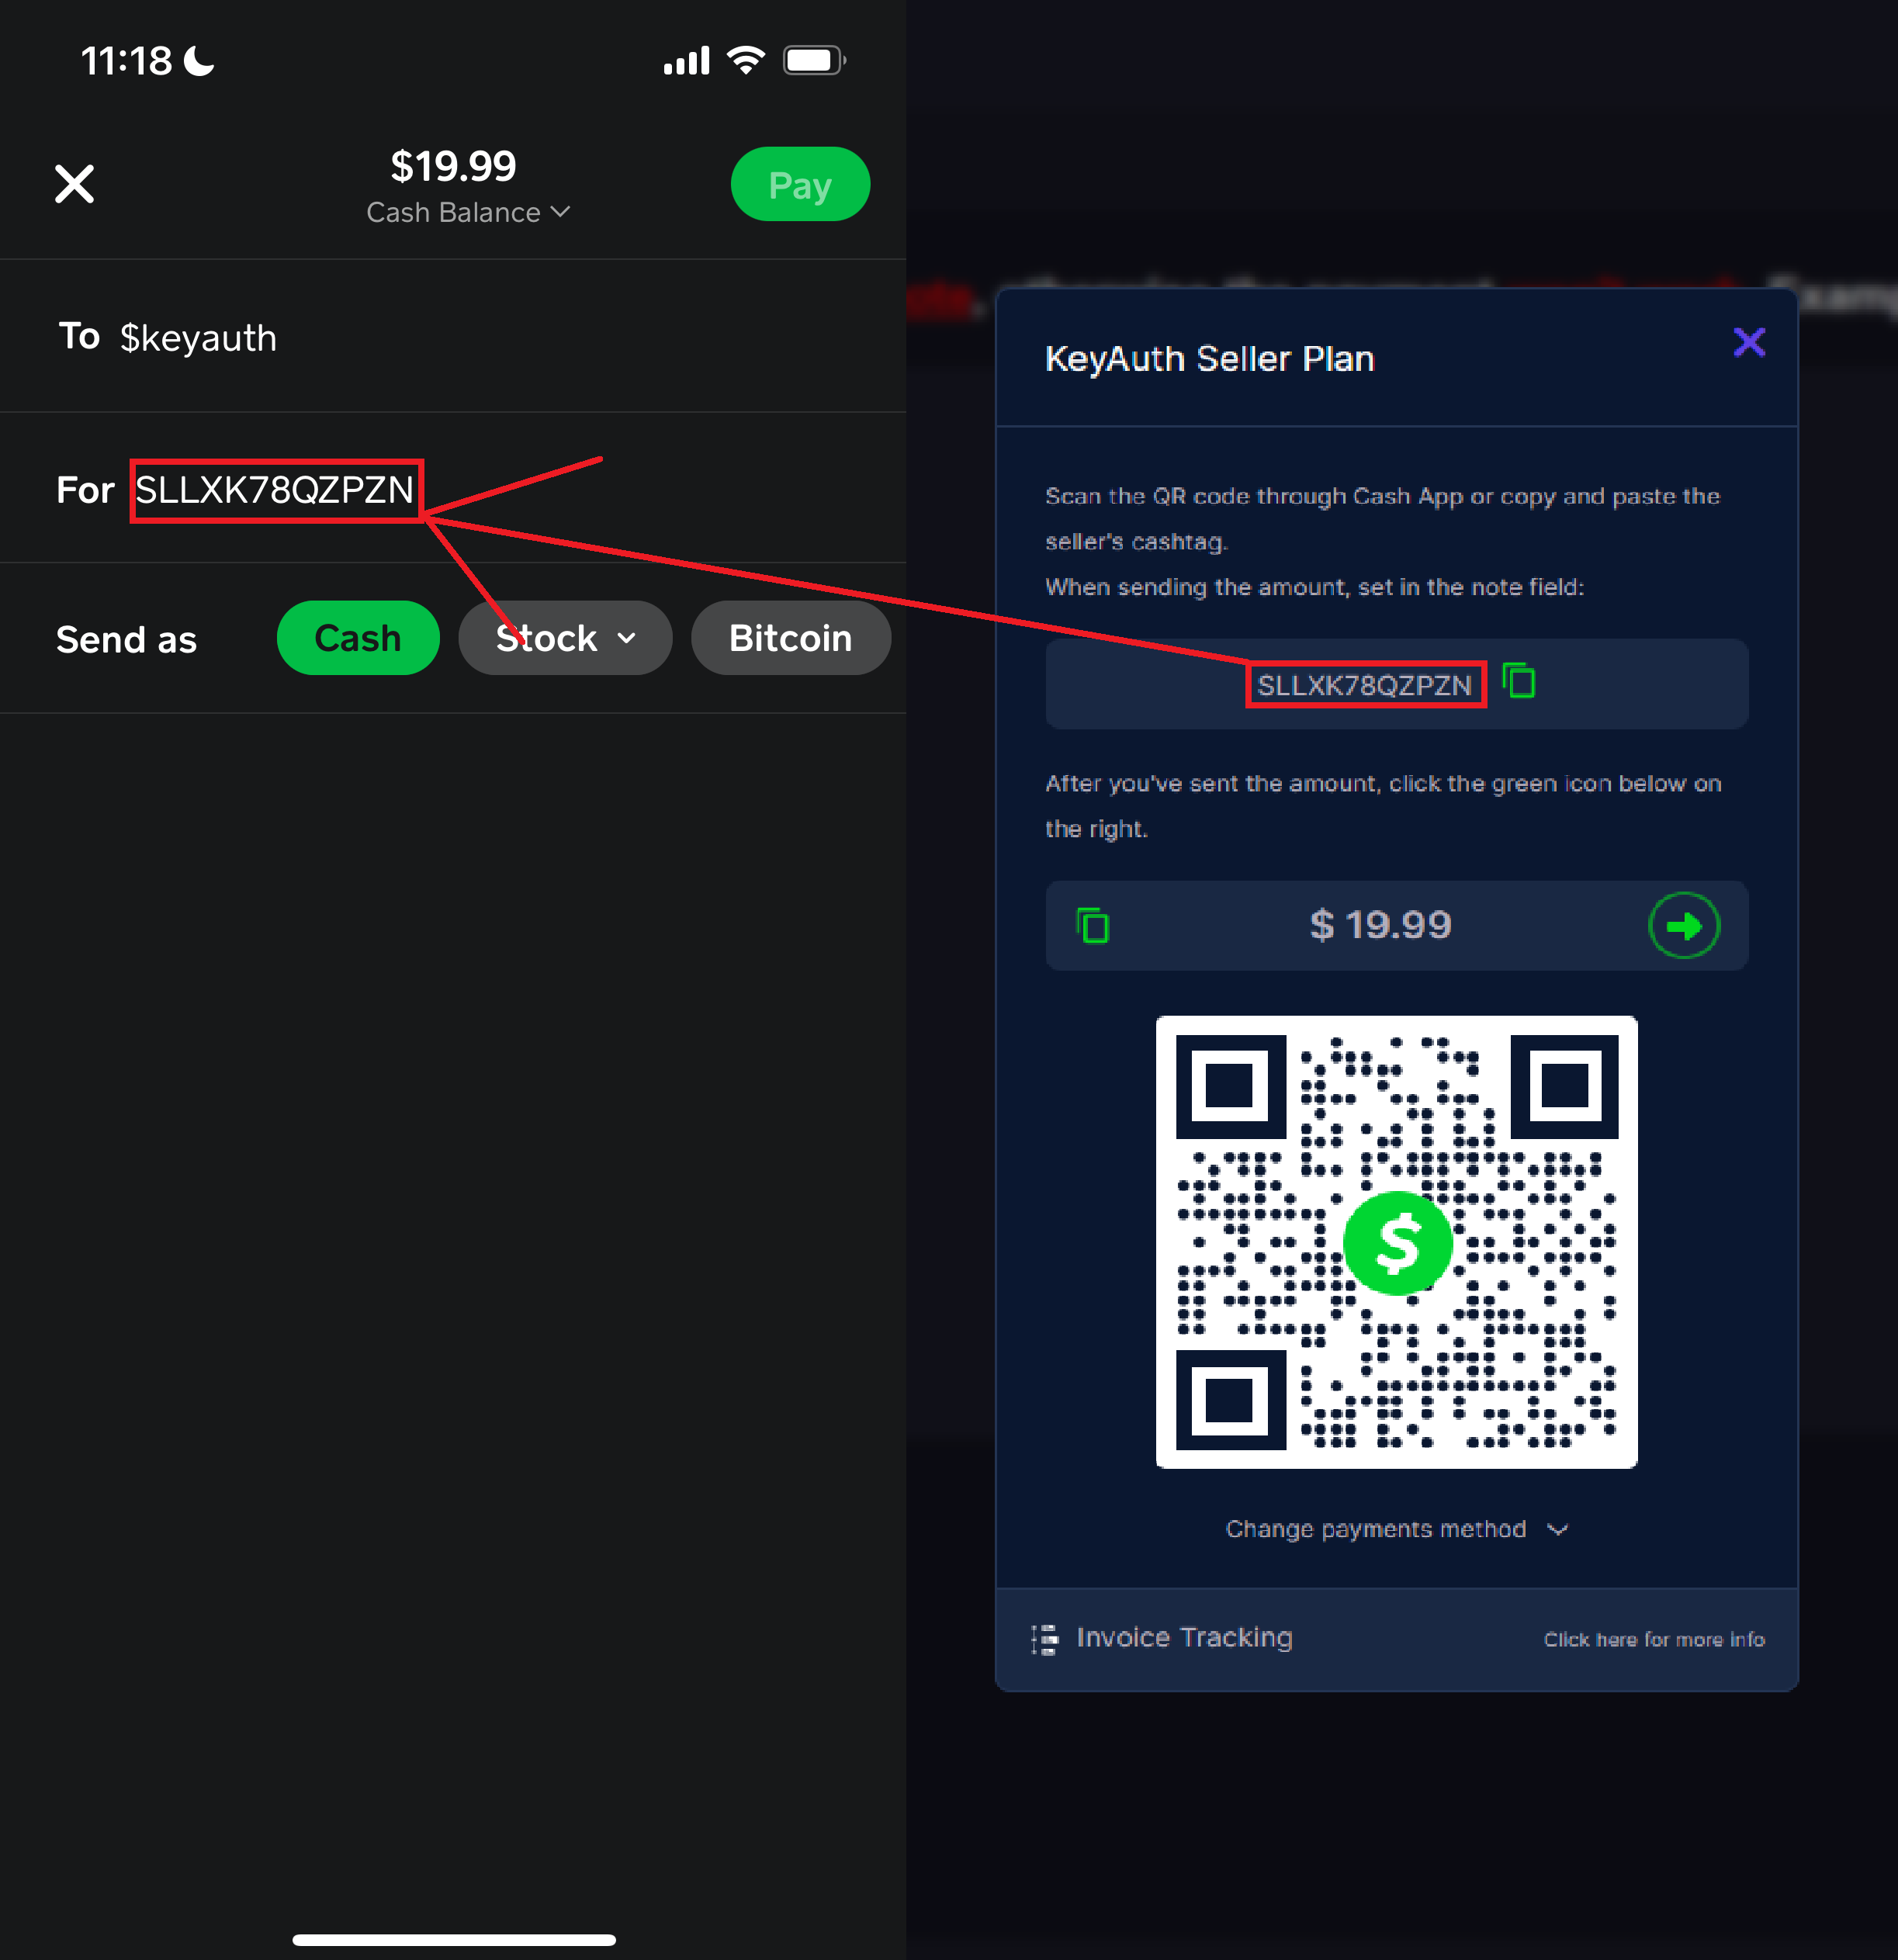 11:18
$19.99
Cash Balance
Pay
To $keyauth
For SLLXK78QZPZN
Send as Cash Stock Bitcoin
KeyAuth Seller Plan
Scan the QR code through Cash App or copy and paste the
seller's cashtag.
When sending the amount, set in the note field:
SLLXK78QZPZN
After you've sent the amount, click the green icon below on
the right.
$ 19.99
$
Change payments method
Invoice Tracking
Click here for more info